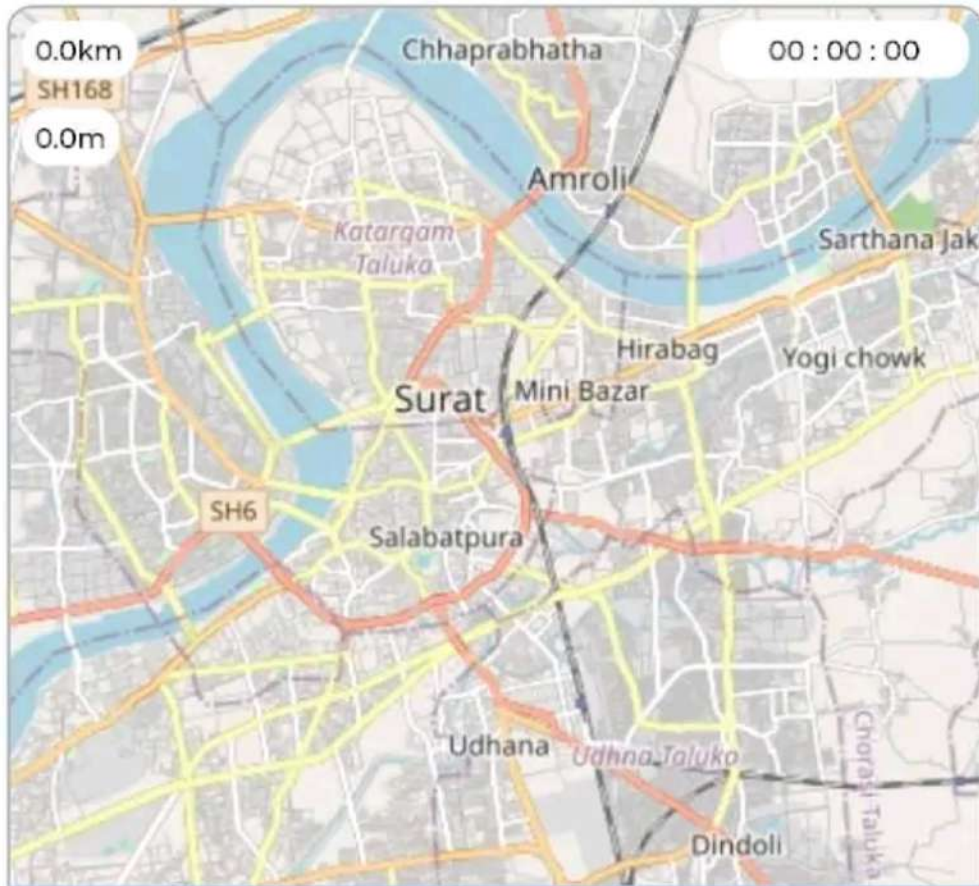 0.0km
Chhaprabhatha
00:00:00
SH168
0.0m
Amroli
Katargam
Taluka
Sarthana Jak
Hirabag
Yogi chowk
Surat
Mini Bazar
SH6
Salabatpura
Udhana
Udhna Taluko
Chorasi Taluka
Dindoli